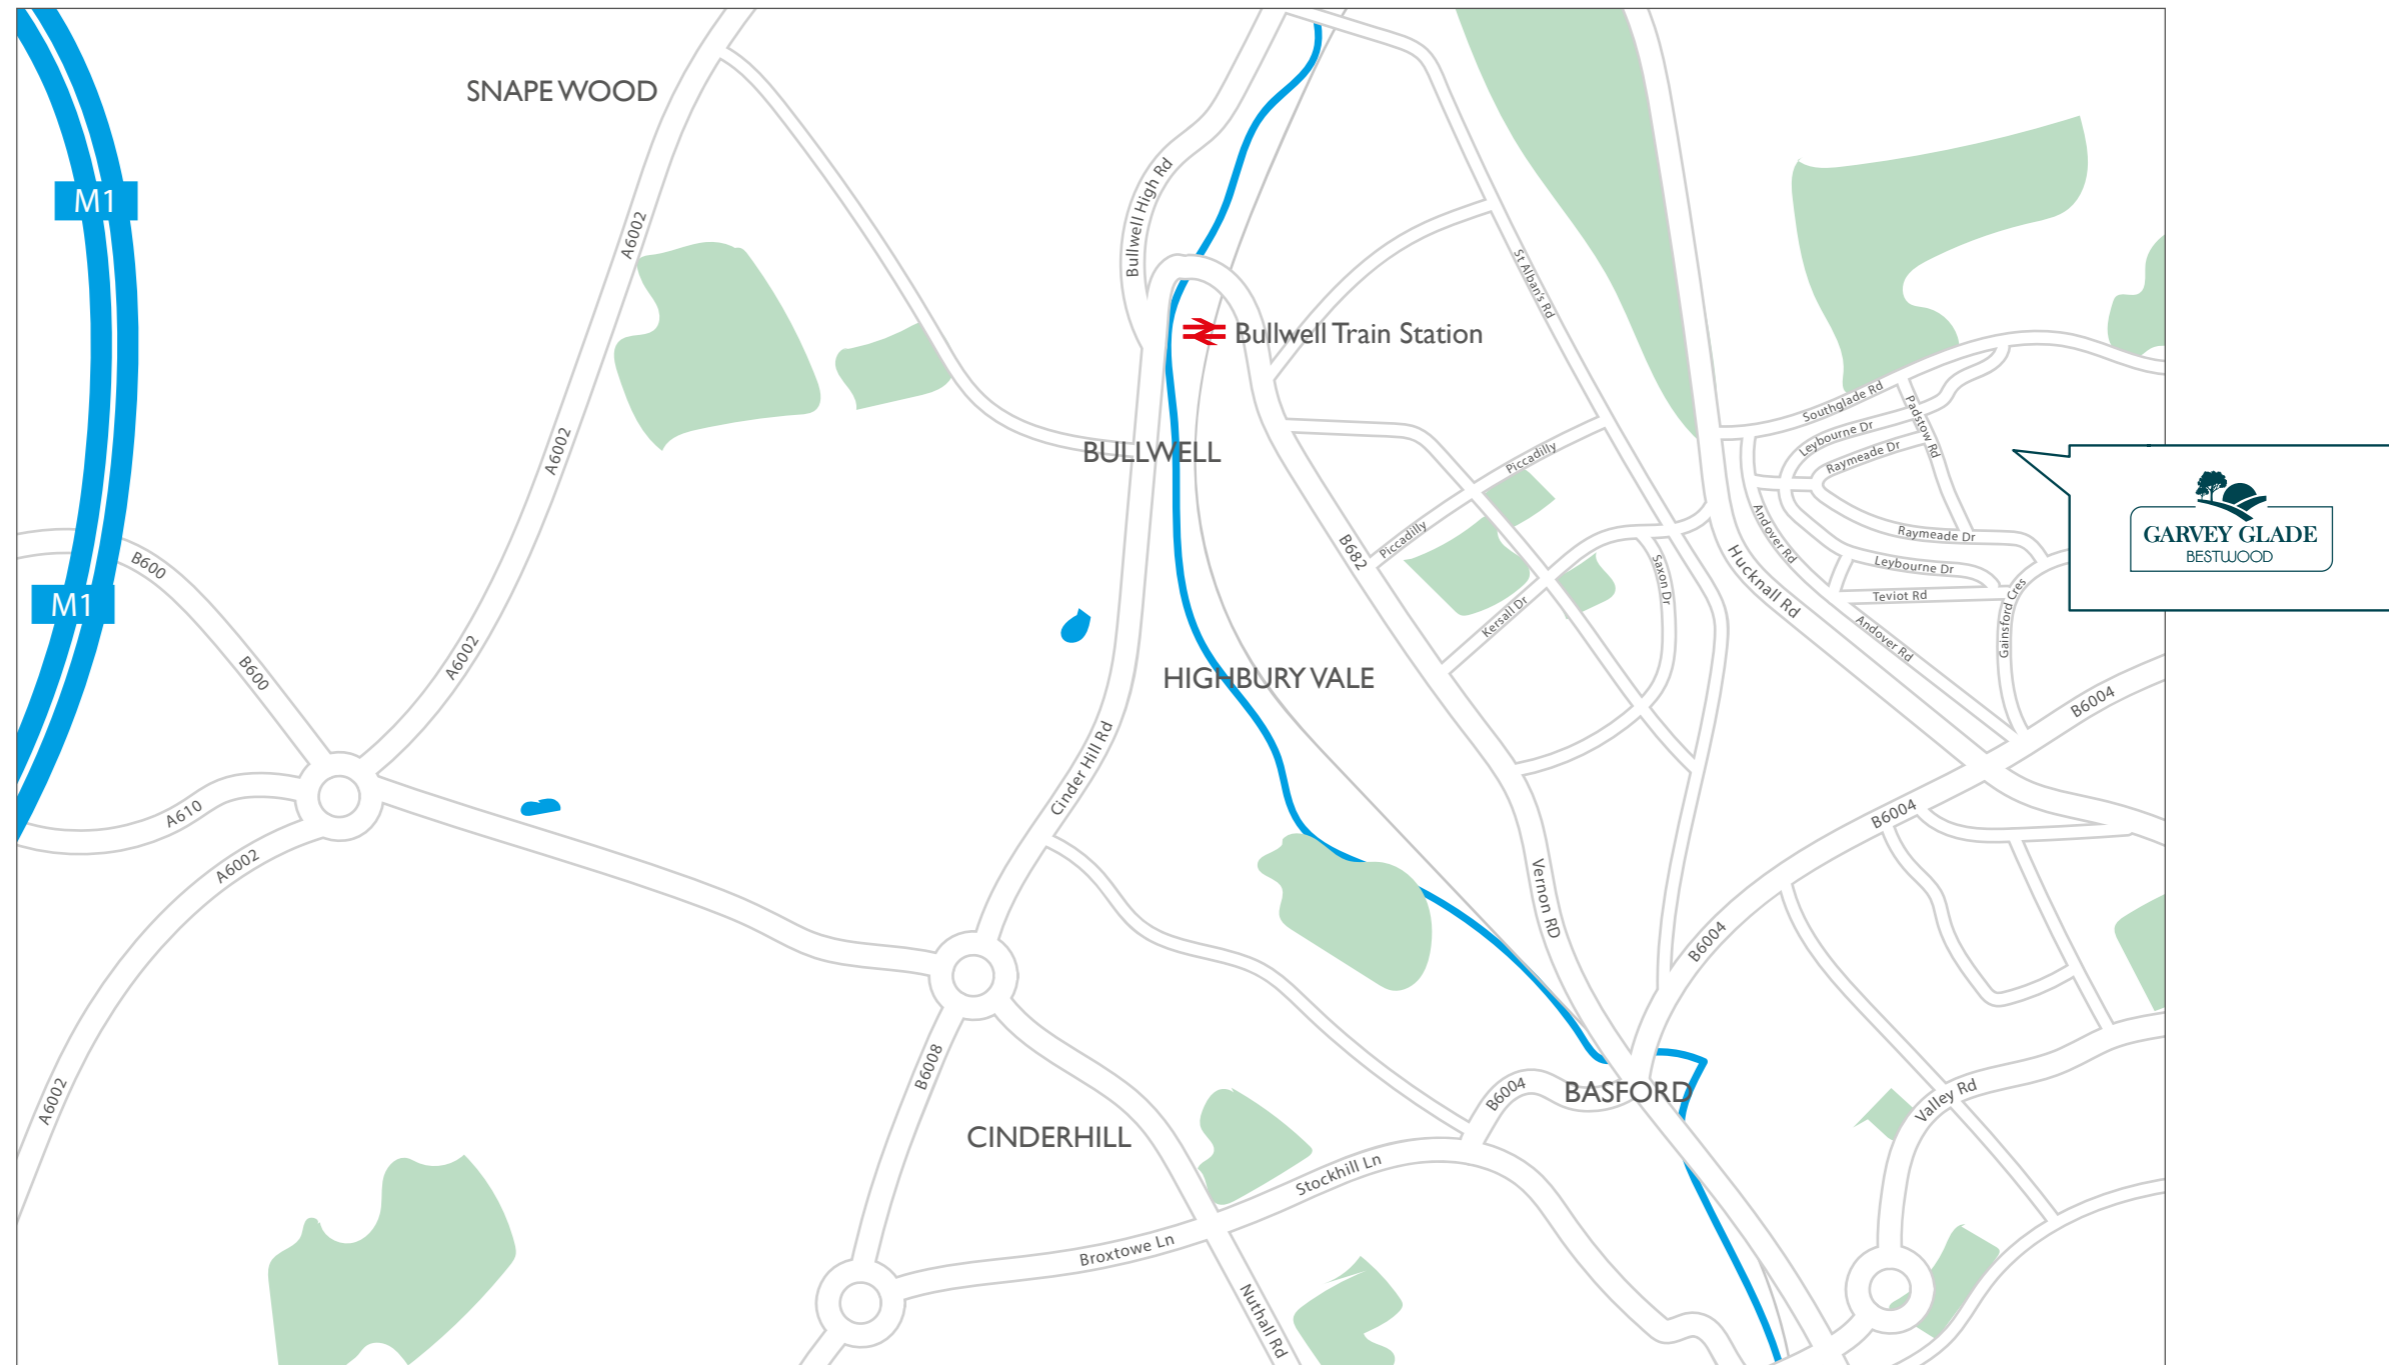 SNAPE WOOD
M1
Bullwell High Rd
A6002
St Alban's Rd
Bullwell Train Station
Southglade Rd
Padstow Rd
Leybourne Dr
Raymeade Dr
A6002
BULLWELL
Piccadilly
Piccadilly
B682
Andover Rd
Raymeade Dr
GARVEY GLADE
BESTWOOD
B600
Hucknall Rd
Leybourne Dr
Saxon Dr
Teviot Rd
M1
Kersall Dr
Gainsford Cres
Andover Rd
B600
A6002
HIGHBURY VALE
B6004
Cinder Hill Rd
A610
B6004
A6002
Vernon RD
B6004
B6008
A6002
B6004
BASFORD
Valley Rd
CINDERHILL
Stockhill Ln
Broxtowe Ln
Nuthall Rd